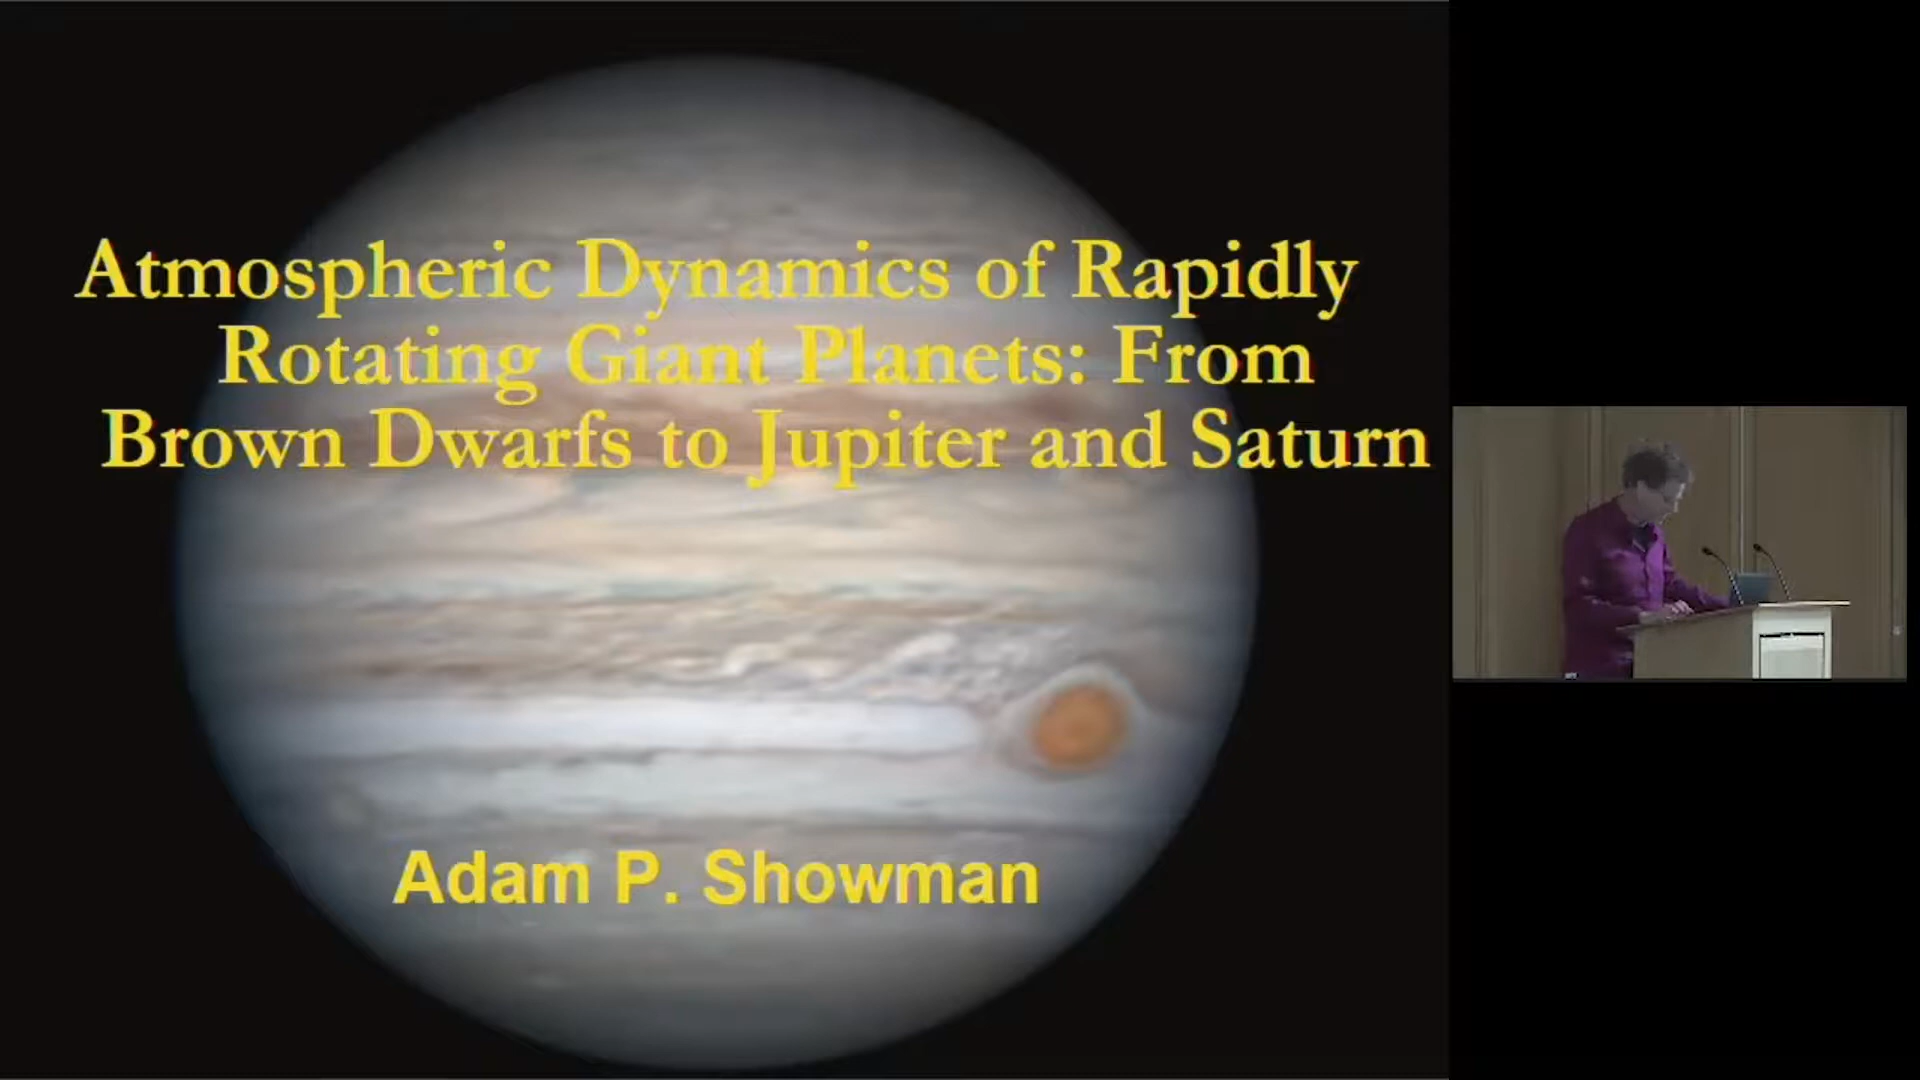 Atmospheric Dynamics of Rapidly
Rotating Giant Planets: From
Brown Dwarfs to Jupiter and Saturn
Adam P. Showman